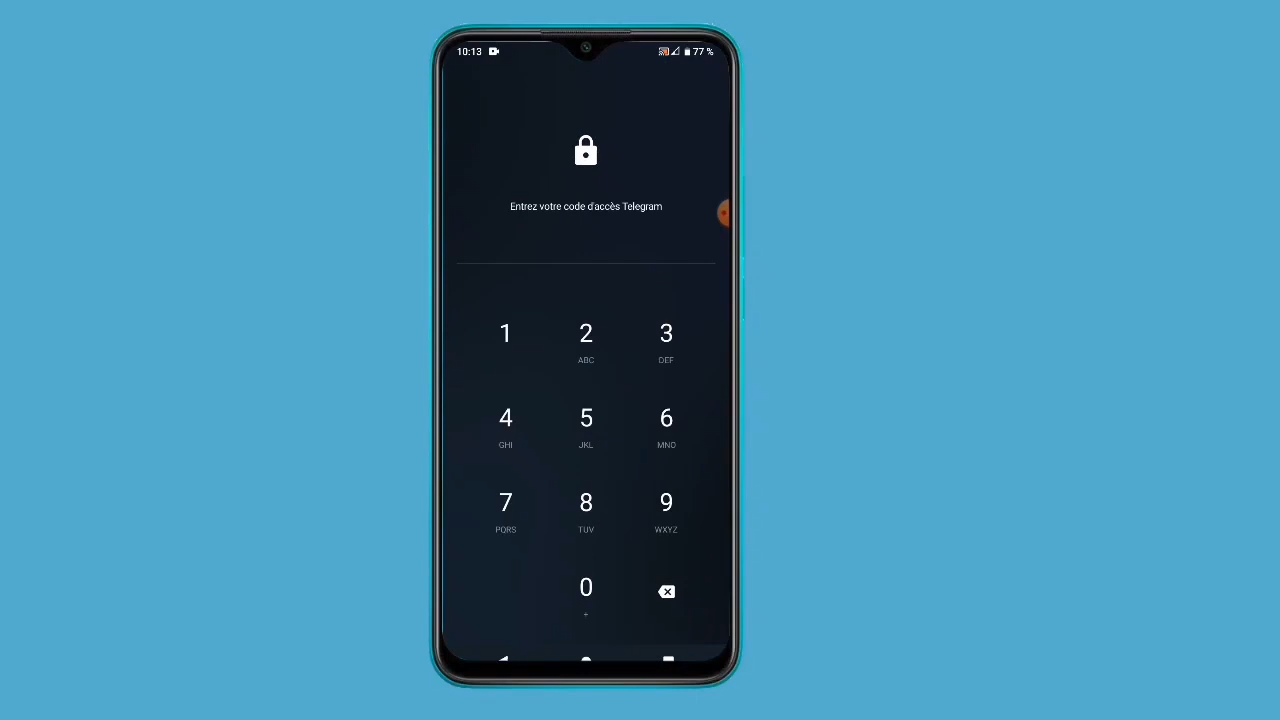 10:13 77 %
Entrez votre code d'accès Telegram
1 2 3
ABC DEF
4 5 6
GHI JKL MNO
7 8 9
PQRS TUV WXYZ
0
+